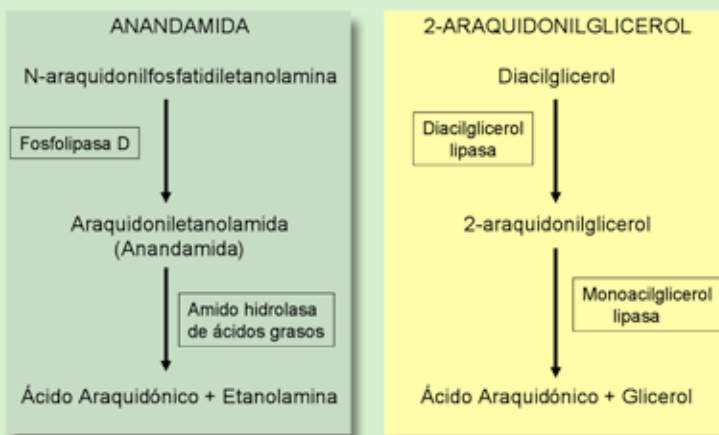 ANANDAMIDA
N-araquidonilfosfatidiletanolamina
Fosfolipasa D
Araquidoniletanolamida
(Anandamida)
Amido hidrolasa
de ácidos grasos
Ácido Araquidónico + Etanolamina
2-ARAQUIDONILGLICEROL
Diacilglicerol
Diacilglicerol
lipasa
2-araquidonilglicerol
Monoacilglicerol
lipasa
Ácido Araquidónico + Glicerol